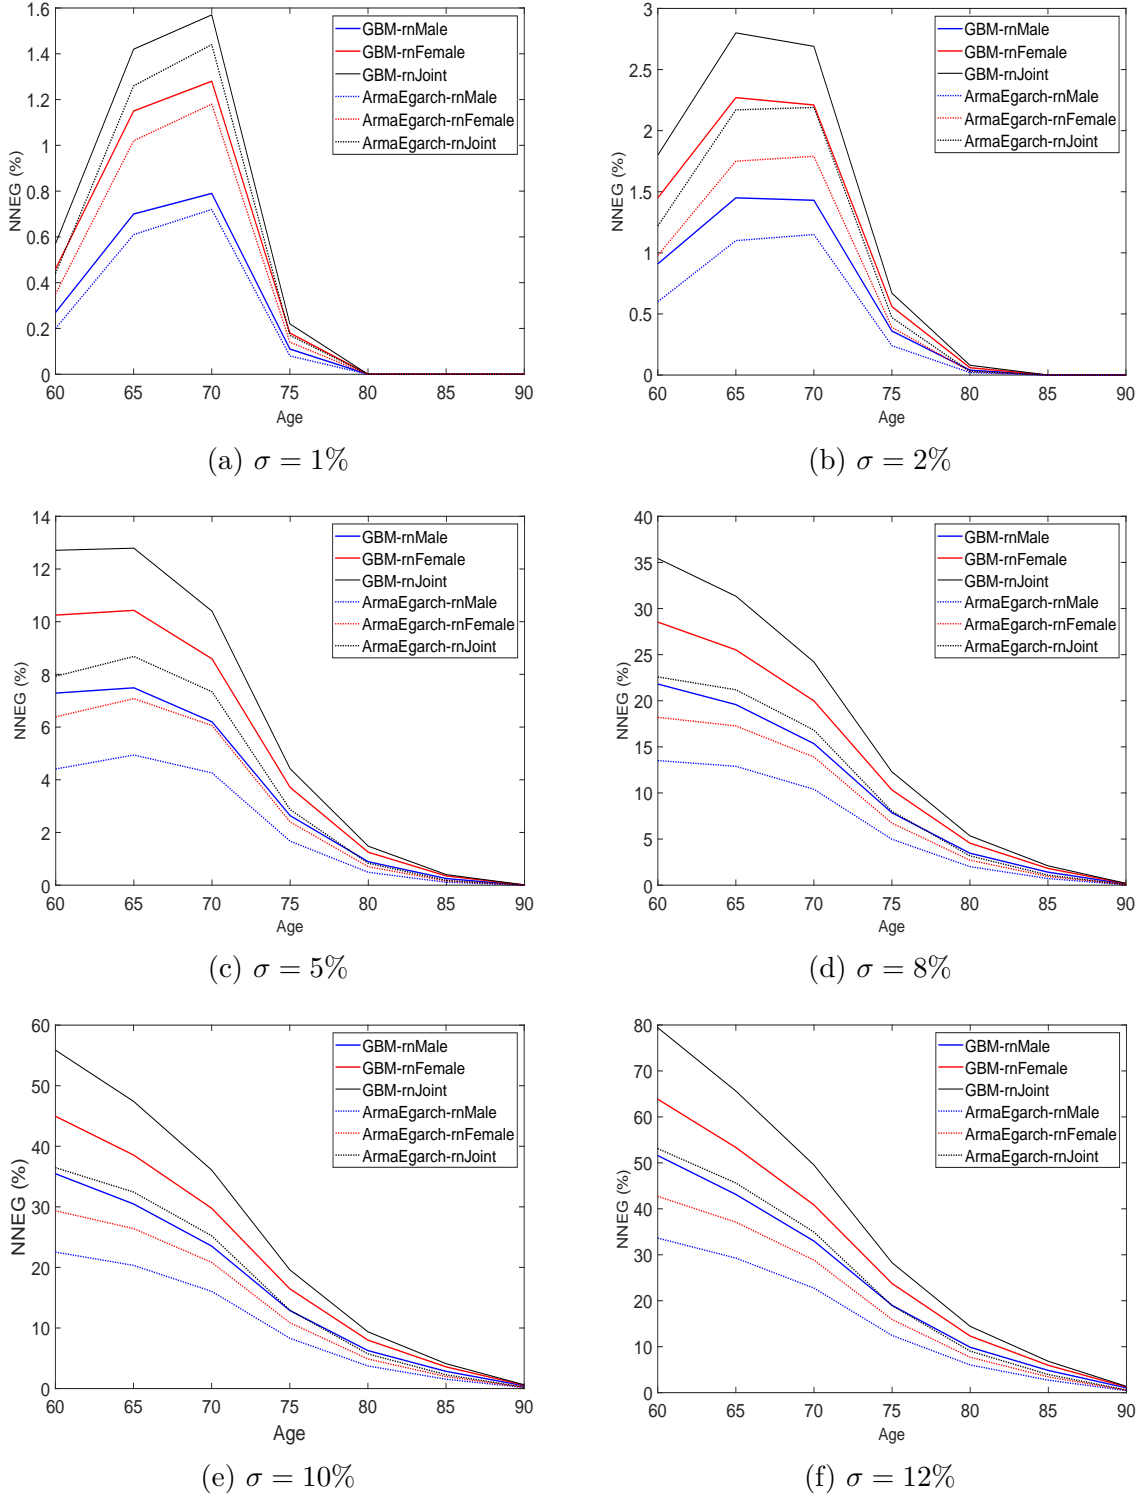 1.6
1.4
1.2
1
0.8
0.6
0.4
0.2
0
NNEG (%)
60 65 70 75 80 85 90
Age
GBM-rnMale
GBM-rnFemale
GBM-rnJoint
ArmaEgarch-rnMale
ArmaEgarch-rnFemale
ArmaEgarch-rnJoint
(a) σ = 1%
3
2.5
2
1.5
1
0.5
0
NNEG (%)
60 65 70 75 80 85 90
Age
GBM-rnMale
GBM-rnFemale
GBM-rnJoint
ArmaEgarch-rnMale
ArmaEgarch-rnFemale
ArmaEgarch-rnJoint
(b) σ = 2%
14
12
10
8
6
4
2
0
NNEG (%)
60 65 70 75 80 85 90
Age
GBM-rnMale
GBM-rnFemale
GBM-rnJoint
ArmaEgarch-rnMale
ArmaEgarch-rnFemale
ArmaEgarch-rnJoint
(c) σ = 5%
40
35
30
25
20
15
10
5
0
NNEG (%)
60 65 70 75 80 85 90
Age
GBM-rnMale
GBM-rnFemale
GBM-rnJoint
ArmaEgarch-rnMale
ArmaEgarch-rnFemale
ArmaEgarch-rnJoint
(d) σ = 8%
60
50
40
30
20
10
0
NNEG (%)
60 65 70 75 80 85 90
Age
GBM-rnMale
GBM-rnFemale
GBM-rnJoint
ArmaEgarch-rnMale
ArmaEgarch-rnFemale
ArmaEgarch-rnJoint
(e) σ = 10%
80
70
60
50
40
30
20
10
0
NNEG (%)
60 65 70 75 80 85 90
Age
GBM-rnMale
GBM-rnFemale
GBM-rnJoint
ArmaEgarch-rnMale
ArmaEgarch-rnFemale
ArmaEgarch-rnJoint
(f) σ = 12%